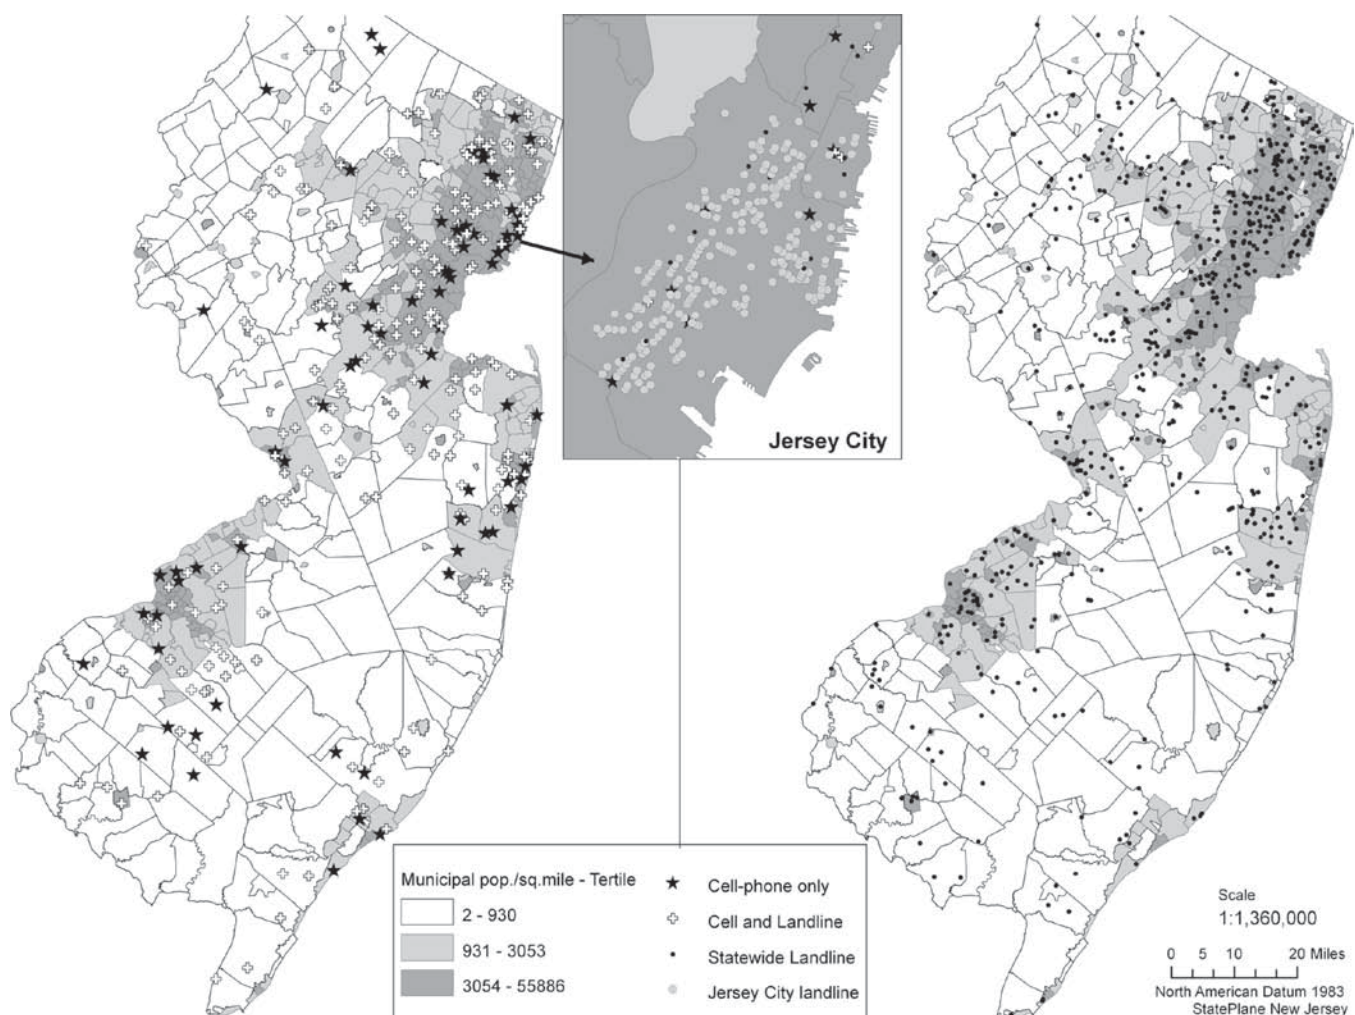 Jersey City
Municipal pop./sq.mile - Tertile
2 - 930
931 - 3053
3054 - 55886
Cell-phone only
Cell and Landline
Statewide Landline
Jersey City landline
Scale
1:1,360,000
0 5 10 20 Miles
North American Datum 1983
StatePlane New Jersey